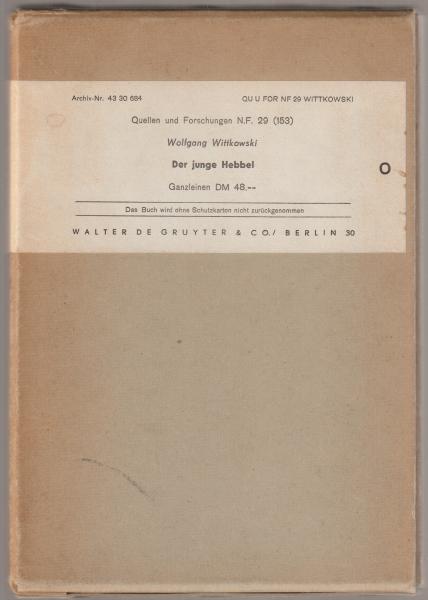 Archiv-Nr. 43 30 684 QU U FOR NF 29 WITTKOWSKI
Quellen und Forschungen N.F. 29 (153)
Wolfgang Wittkowski
Der junge Hebbel
O
Ganzleinen DM 48.--
Das Buch wird ohne Schutzkarton nicht zurückgenommen
WALTER DE GRUYTER & CO./ BERLIN 30